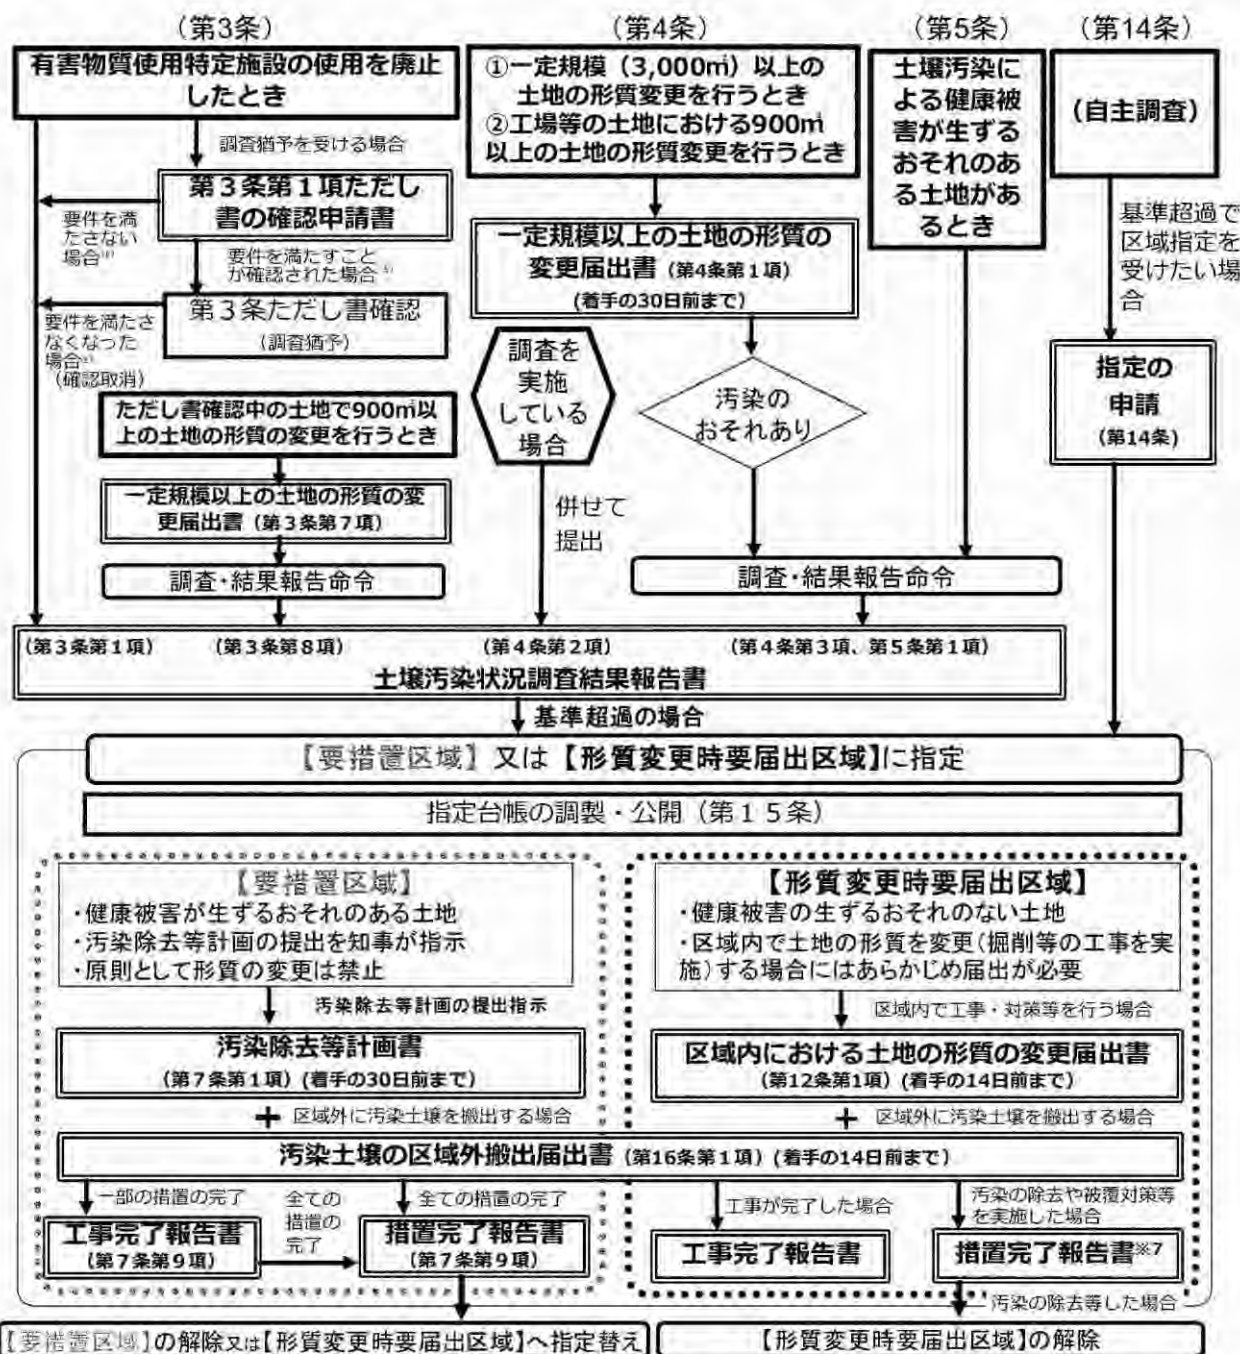 (第3条)
有害物質使用特定施設の使用を廃止
したとき
調査猶予を受ける場合
第3条第1項ただし
書の確認申請書
要件を満
たさない
場合
要件を満たすこと
が確認された場合
第3条ただし書確認
(調査猶予)
要件を満たさ
なくなった
場合
(確認取消)
ただし書確認中の土地で900㎡以
上の土地の形質の変更を行うとき
一定規模以上の土地の形質の変
更届出書(第3条第7項)
調査・結果報告命令
(第4条)
①一定規模(3,000㎡)以上の
土地の形質変更を行うとき
②工場等の土地における900㎡
以上の土地の形質変更を行うとき
一定規模以上の土地の形質の
変更届出書(第4条第1項)
(着手の30日前まで)
調査を
実施
している
場合
併せて
提出
汚染の
おそれあり
(第5条)
土壌汚染に
よる健康被
害が生ずる
おそれのあ
る土地があ
るとき
調査・結果報告命令
(第14条)
(自主調査)
基準超過で
区域指定を
受けたい場
合
指定の
申請
(第14条)
(第3条第1項) (第3条第8項) (第4条第2項) (第4条第3項、第5条第1項)
土壌汚染状況調査結果報告書
基準超過の場合
【要措置区域】又は【形質変更時要届出区域】に指定
指定台帳の調製・公開(第15条)
【要措置区域】
・健康被害が生ずるおそれのある土地
・汚染除去等計画の提出を知事が指示
・原則として形質の変更は禁止
汚染除去等計画の提出指示
汚染除去等計画書
(第7条第1項)(着手の30日前まで)
+ 区域外に汚染土壌を搬出する場合
【形質変更時要届出区域】
・健康被害の生ずるおそれのない土地
・区域内で土地の形質を変更(掘削等の工事を実
施)する場合にはあらかじめ届出が必要
区域内で工事・対策等を行う場合
区域内における土地の形質の変更届出書
(第12条第1項)(着手の14日前まで)
+ 区域外に汚染土壌を搬出する場合
汚染土壌の区域外搬出届出書(第16条第1項)(着手の14日前まで)
一部の措置の完了
工事完了報告書
(第7条第9項)
全ての
措置の
完了
全ての措置の完了
措置完了報告書
(第7条第9項)
工事が完了した場合
工事完了報告書
汚染の除去や被覆対策等
を実施した場合
措置完了報告書※7
汚染の除去等した場合
【要措置区域】の解除又は【形質変更時要届出区域】へ指定替え
【形質変更時要届出区域】の解除